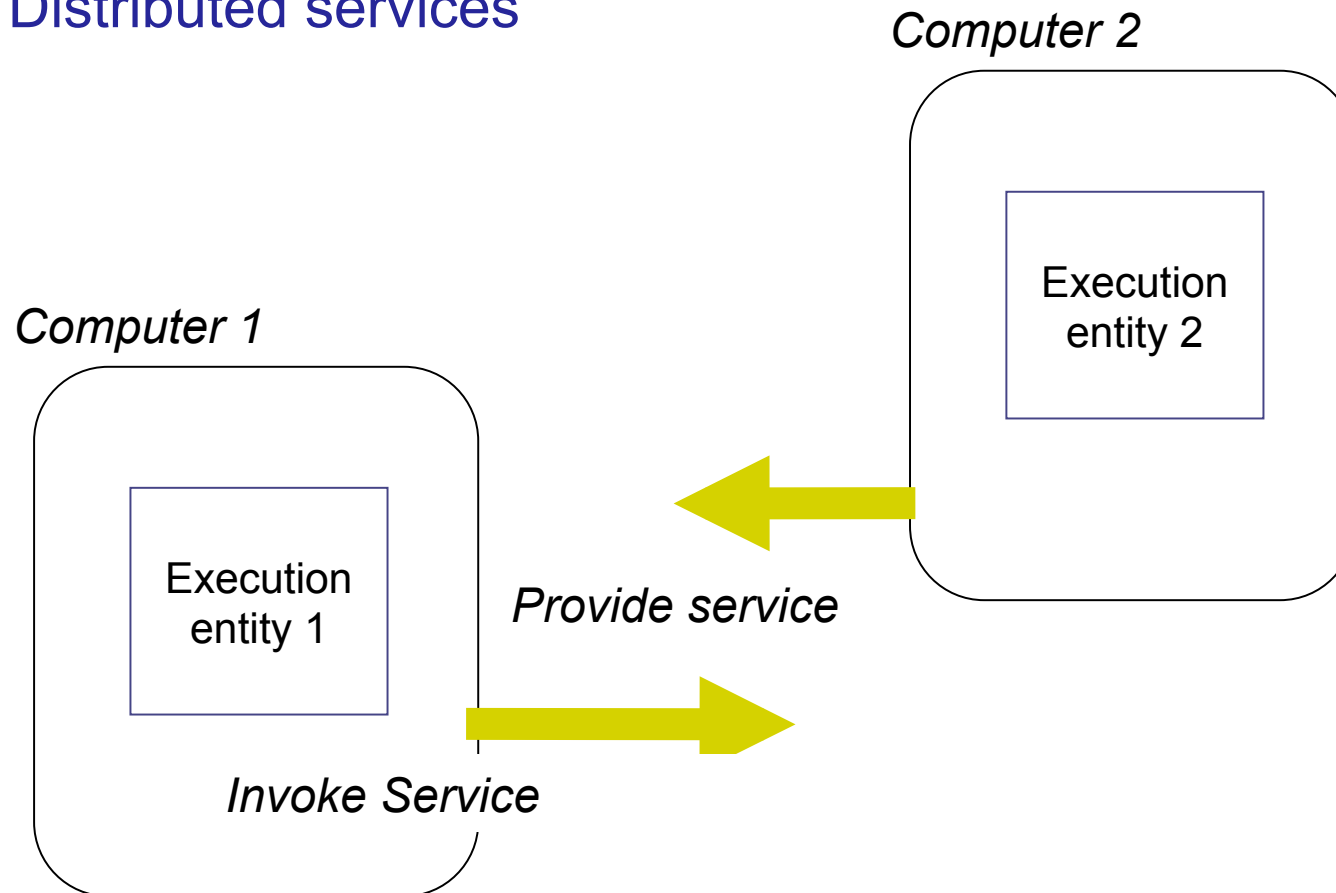 Distributed services
Computer 2
Execution
entity 2
Computer 1
Execution
entity 1
Provide service
Invoke Service